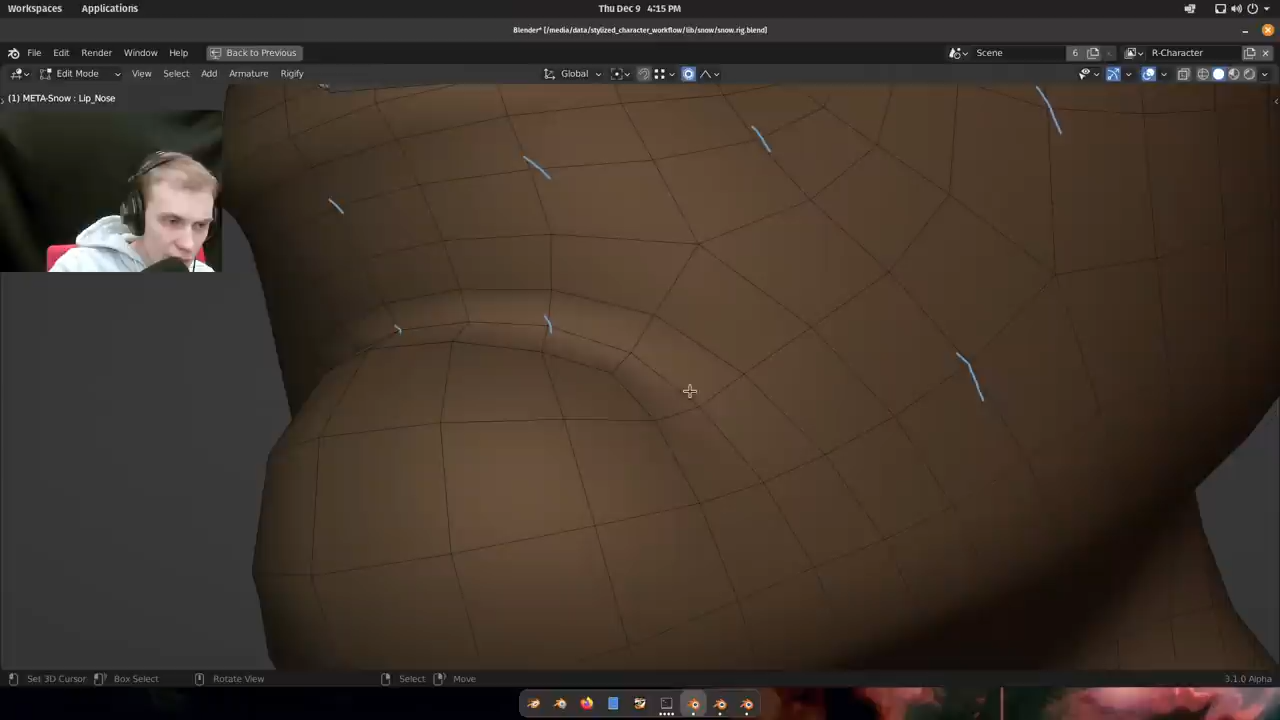 Workspaces Applications Thu Dec 9 4:15 PM
Blender* [/media/data/stylized_character_workflow/lib/snow/snow.rig.blend]
File Edit Render Window Help Back to Previous Scene 6 R-Character
Edit Mode View Select Add Armature Rigify Global
(1) META-Snow : Lip_Nose
Set 3D Cursor Box Select Rotate View Select Move 3.1.0 Alpha